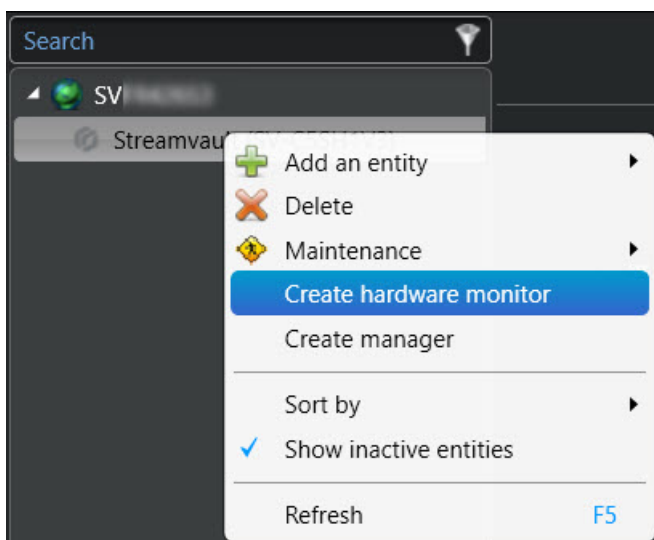 Search
SV
Streamvau
Add an entity
Delete
Maintenance
Create hardware monitor
Create manager
Sort by
Show inactive entities
Refresh F5